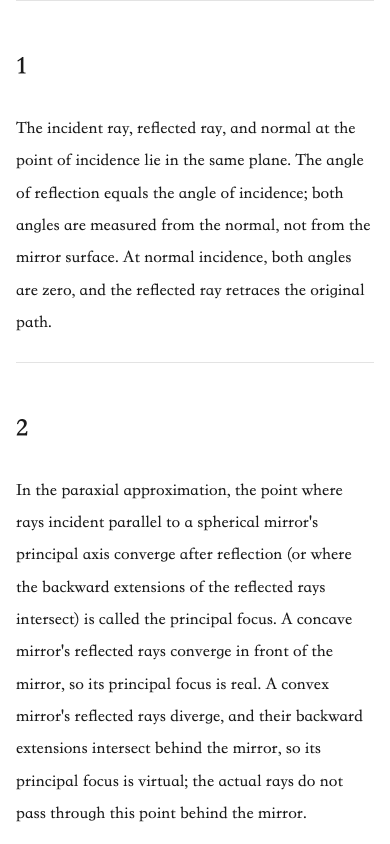 1
The incident ray, reflected ray, and normal at the
point of incidence lie in the same plane. The angle
of reflection equals the angle of incidence; both
angles are measured from the normal, not from the
mirror surface. At normal incidence, both angles
are zero, and the reflected ray retraces the original
path.
2
In the paraxial approximation, the point where
rays incident parallel to a spherical mirror's
principal axis converge after reflection (or where
the backward extensions of the reflected rays
intersect) is called the principal focus. A concave
mirror's reflected rays converge in front of the
mirror, so its principal focus is real. A convex
mirror's reflected rays diverge, and their backward
extensions intersect behind the mirror, so its
principal focus is virtual; the actual rays do not
pass through this point behind the mirror.